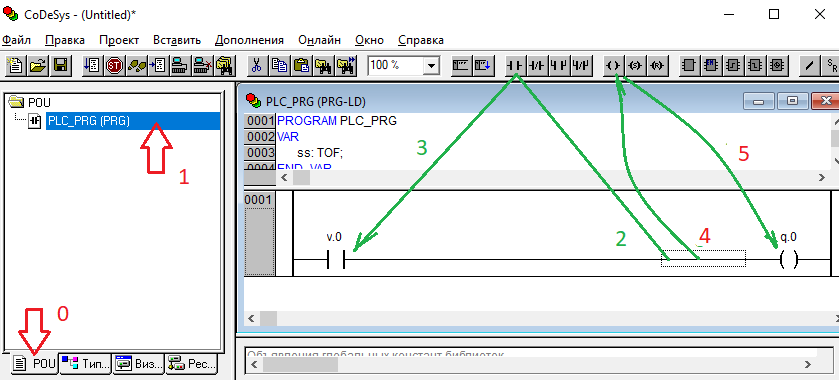 CoDeSys - (Untitled)*
Файл Правка Проект Вставить Дополнения Онлайн Окно Справка
100 %
POU
PLC_PRG (PRG)
1
0
POU Тип... Виз... Рес...
PLC_PRG (PRG-LD)
0001 PROGRAM PLC_PRG
0002 VAR
0003 ss: TOF;
0004 END_VAR
3
5
0001
v.0
2
4
q.0
Объявления глобальных констант библиотек